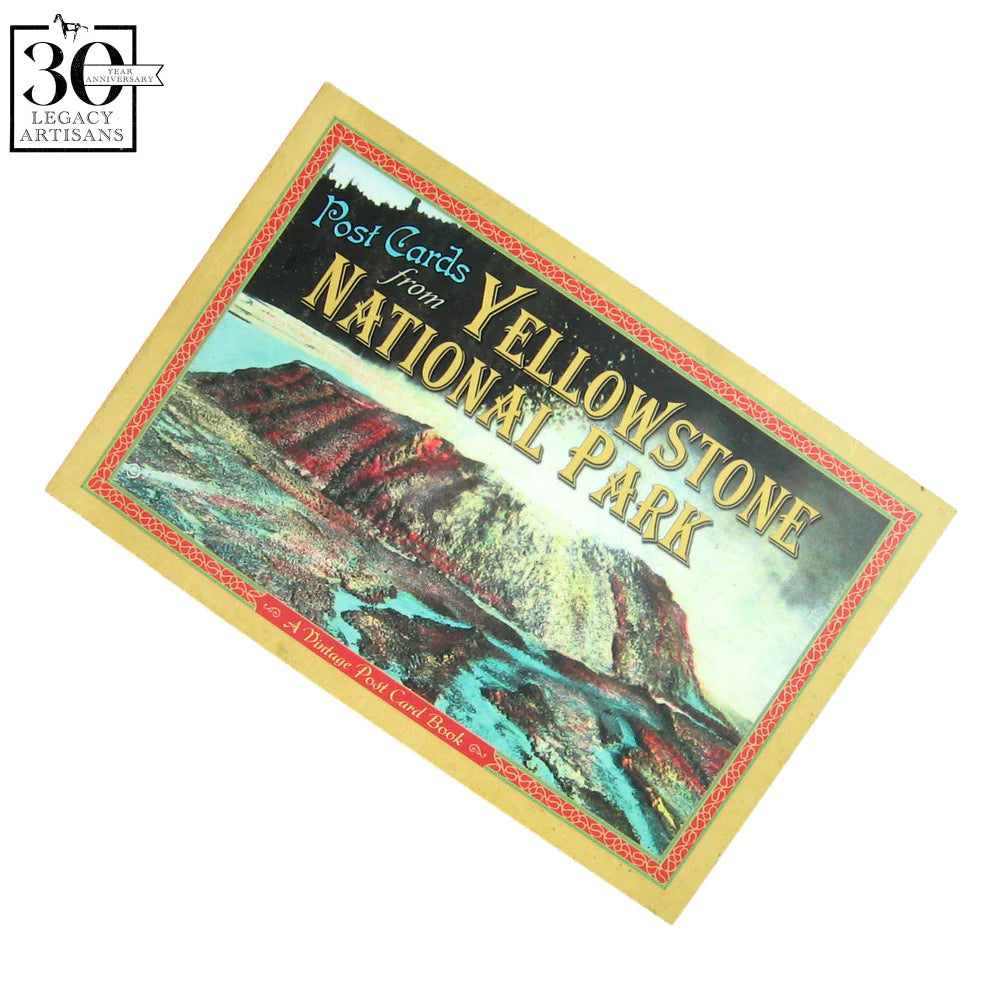 30
YEAR
ANNIVERSARY
LEGACY
ARTISANS
Post Cards
from
YELLOWSTONE
NATIONAL PARK
©
A Vintage Post Card Book